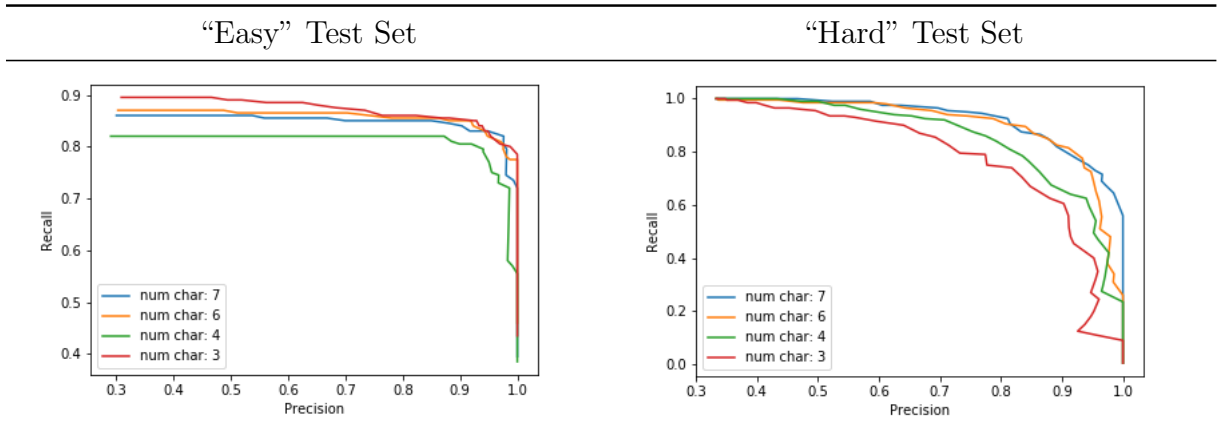 “Easy” Test Set
“Hard” Test Set
0.9
0.8
0.7
0.6
0.5
0.4
Recall
num char: 7
num char: 6
num char: 4
num char: 3
0.3 0.4 0.5 0.6 0.7 0.8 0.9 1.0
Precision
1.0
0.8
0.6
0.4
0.2
0.0
Recall
num char: 7
num char: 6
num char: 4
num char: 3
0.3 0.4 0.5 0.6 0.7 0.8 0.9 1.0
Precision